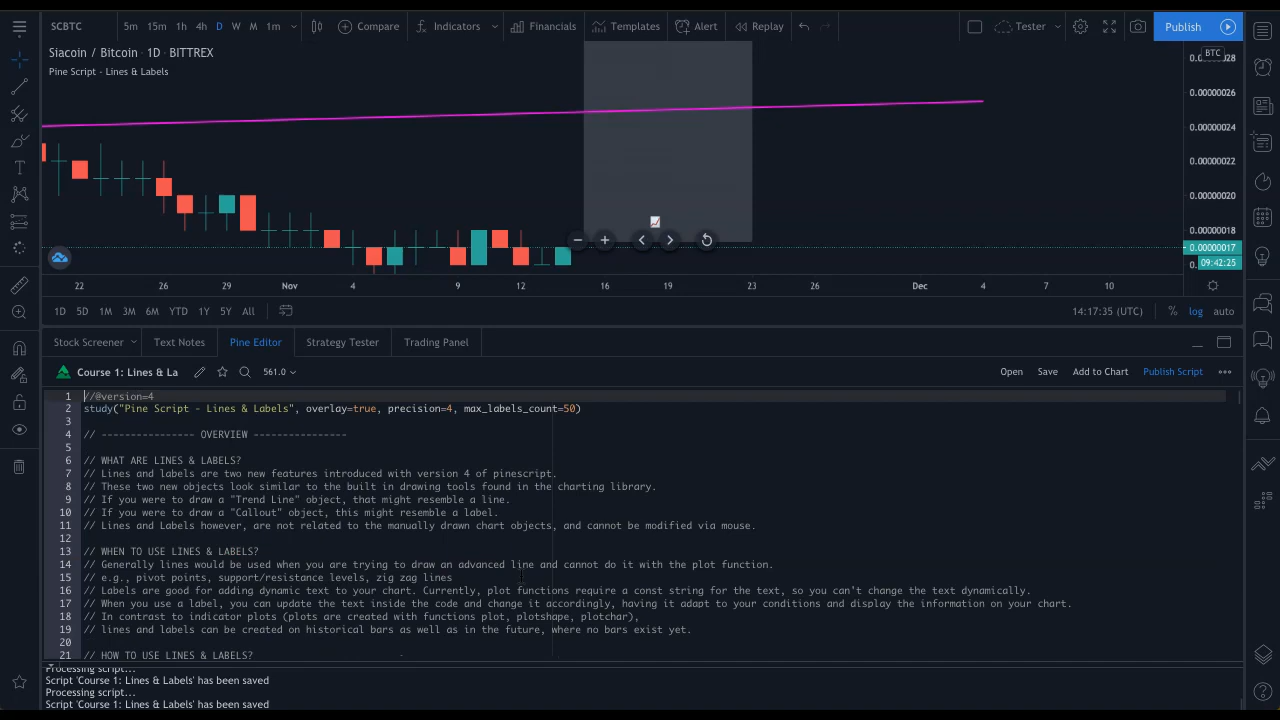 SCBTC 5m 15m 1h 4h D W M 1m Compare Indicators Financials Templates Alert Replay Tester Publish
Siacoin / Bitcoin · 1D · BITTREX
BTC
Pine Script - Lines & Labels
0.00000026
0.00000024
0.00000022
0.00000020
0.00000018
0.00000017
09:42:25
22 26 29 Nov 4 9 12 16 19 23 26 Dec 4 7 10
1D 5D 1M 3M 6M YTD 1Y 5Y All 14:17:35 (UTC) % log auto
Stock Screener Text Notes Pine Editor Strategy Tester Trading Panel
Course 1: Lines & La 561.0 Open Save Add to Chart Publish Script
1 //@version=4
2 study("Pine Script - Lines & Labels", overlay=true, precision=4, max_labels_count=50)
3
4 // ---------------- OVERVIEW ----------------
5
6 // WHAT ARE LINES & LABELS?
7 // Lines and labels are two new features introduced with version 4 of pinescript.
8 // These two new objects look similar to the built in drawing tools found in the charting library.
9 // If you were to draw a "Trend Line" object, that might resemble a line.
10 // If you were to draw a "Callout" object, this might resemble a label.
11 // Lines and Labels however, are not related to the manually drawn chart objects, and cannot be modified via mouse.
12
13 // WHEN TO USE LINES & LABELS?
14 // Generally lines would be used when you are trying to draw an advanced line and cannot do it with the plot function.
15 // e.g., pivot points, support/resistance levels, zig zag lines
16 // Labels are good for adding dynamic text to your chart. Currently, plot functions require a const string for the text, so you can't change the text dynamically.
17 // When you use a label, you can update the text inside the code and change it accordingly, having it adapt to your conditions and display the information on your chart.
18 // In contrast to indicator plots (plots are created with functions plot, plotshape, plotchar),
19 // lines and labels can be created on historical bars as well as in the future, where no bars exist yet.
20
21 // HOW TO USE LINES & LABELS?
Processing script...
Script 'Course 1: Lines & Labels' has been saved
Processing script...
Script 'Course 1: Lines & Labels' has been saved